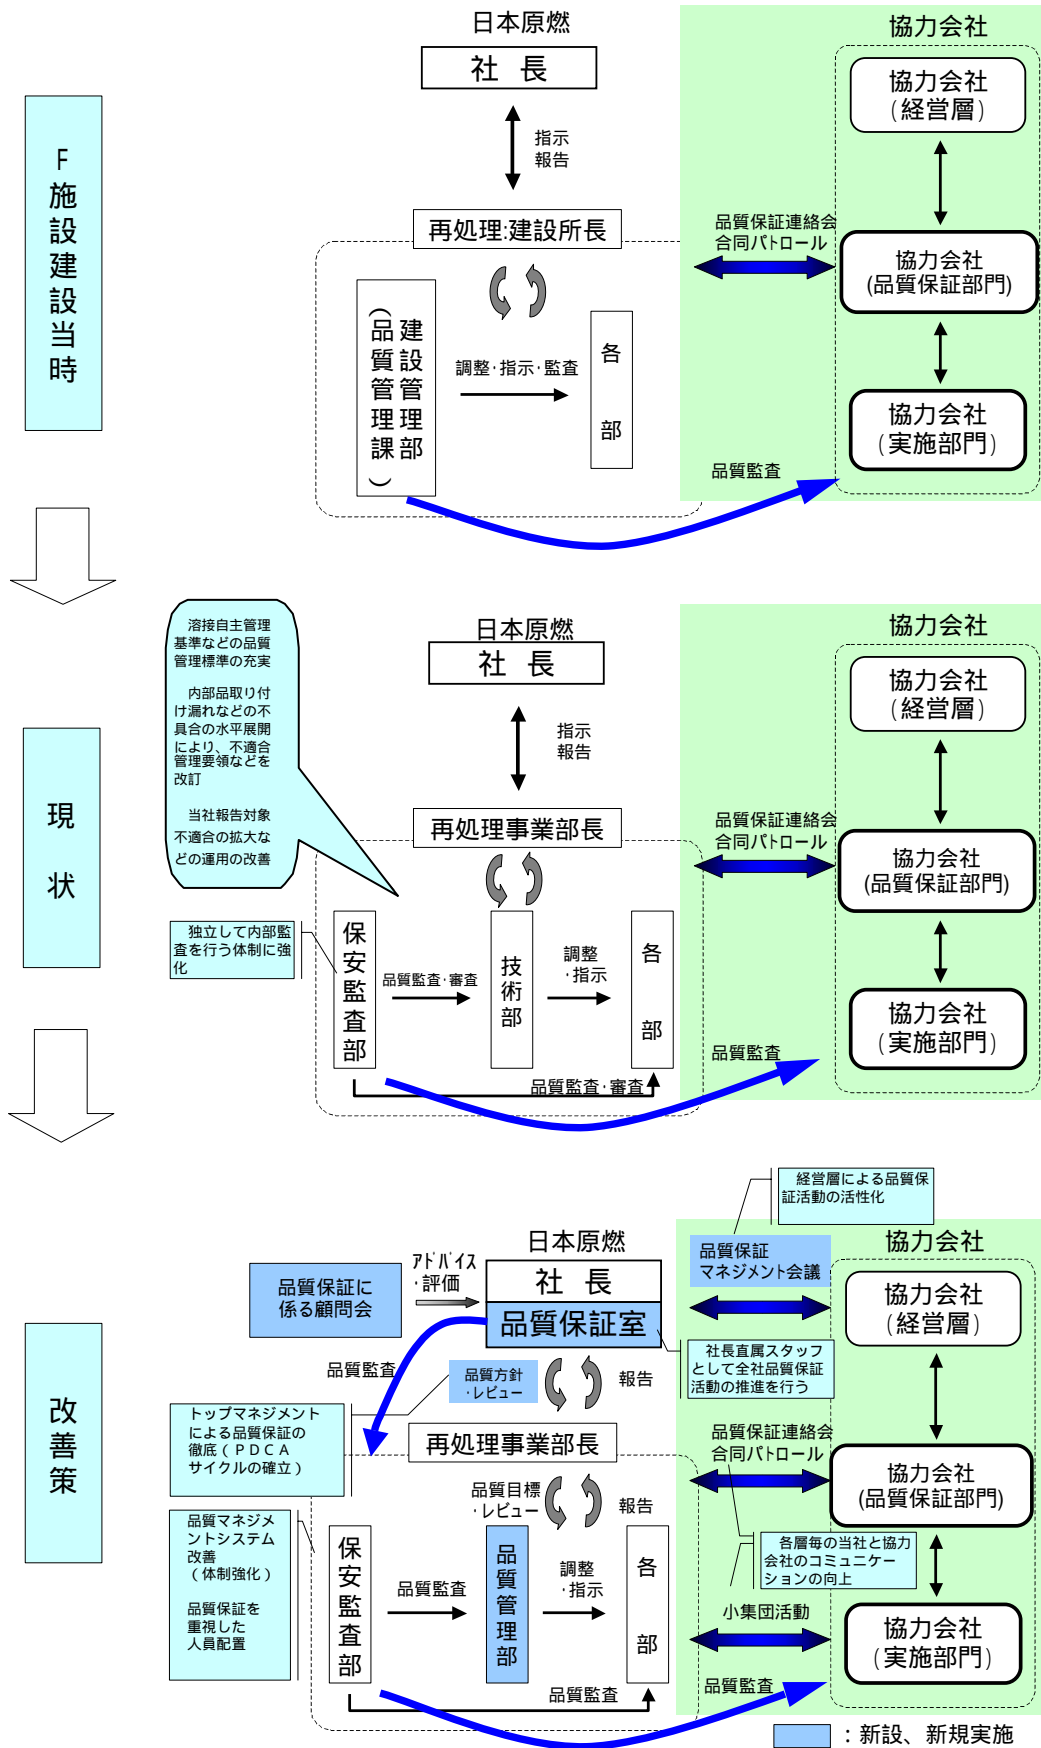 日本原燃
社 長
指示
報告
再処理:建設所長
建設管理部
(品質管理課)
調整・指示・監査
各 部
F施設建設当時
協力会社
協力会社
(経営層)
品質保証連絡会
合同パトロール
協力会社
(品質保証部門)
協力会社
(実施部門)
品質監査
現 状
溶接自主管理
基準などの品質
管理標準の充実
内部品取り付
け漏れなどの不
具合の水平展開
により、不適合
管理要領などを
改訂
当社報告対象
不適合の拡大な
どの運用の改善
独立して内部監
査を行う体制に強
化
日本原燃
社 長
指示
報告
再処理事業部長
保安監査部
品質監査・審査
技術部
調整
・指示
各 部
品質監査・審査
協力会社
協力会社
(経営層)
品質保証連絡会
合同パトロール
協力会社
(品質保証部門)
協力会社
(実施部門)
品質監査
改善策
経営層による品質保
証活動の活性化
日本原燃
社 長
品質保証室
アドバイス
・評価
品質保証に
係る顧問会
品質監査
品質方針
・レビュー
報告
社長直属スタッフ
として全社品質保証
活動の推進を行う
トップマネジメント
による品質保証の
徹底(PDCA
サイクルの確立)
再処理事業部長
品質目標
・レビュー
報告
品質マネジメ
ントシステム
改善
(体制強化)
品質保証を
重視した
人員配置
保安監査部
品質監査
品質管理部
調整
・指示
各 部
品質監査
協力会社
品質保証
マネジメント会議
協力会社
(経営層)
品質保証連絡会
合同パトロール
協力会社
(品質保証部門)
各層毎の当社と協力
会社のコミュニケー
ションの向上
小集団活動
協力会社
(実施部門)
品質監査
:新設、新規実施